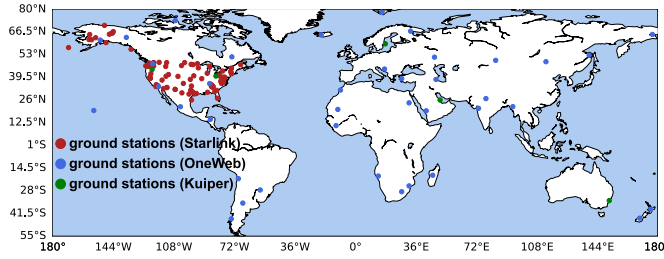 80°N
66.5°N
53°N
39.5°N
26°N
12.5°N
1°S
14.5°S
28°S
41.5°S
55°S
ground stations (Starlink)
ground stations (OneWeb)
ground stations (Kuiper)
180° 144°W 108°W 72°W 36°W 0° 36°E 72°E 108°E 144°E 180°